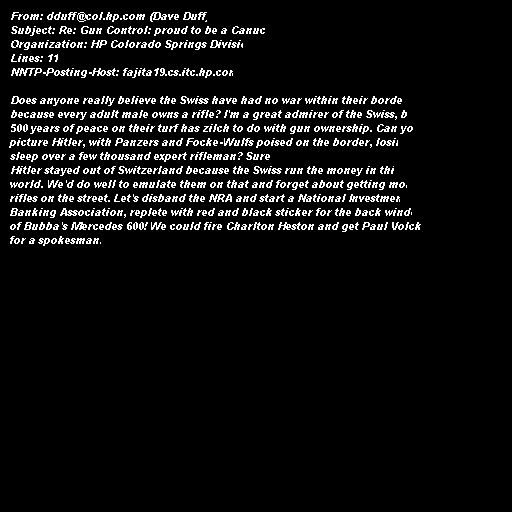 From: dduff@col.hp.com (Dave Duff)
Subject: Re: Gun Control: proud to be a Canuc
Organization: HP Colorado Springs Divisio
Lines: 11
NNTP-Posting-Host: fajita19.cs.itc.hp.com

Does anyone really believe the Swiss have had no war within their borde
because every adult male owns a rifle? I'm a great admirer of the Swiss, b
500 years of peace on their turf has zilch to do with gun ownership. Can yo
picture Hitler, with Panzers and Focke-Wulfs poised on the border, losin
sleep over a few thousand expert rifleman? Sure
Hitler stayed out of Switzerland because the Swiss run the money in thi
world. We'd do well to emulate them on that and forget about getting mo
rifles on the street. Let's disband the NRA and start a National Investmen
Banking Association, replete with red and black sticker for the back windo
of Bubba's Mercedes 600! We could fire Charlton Heston and get Paul Volck
for a spokesman.